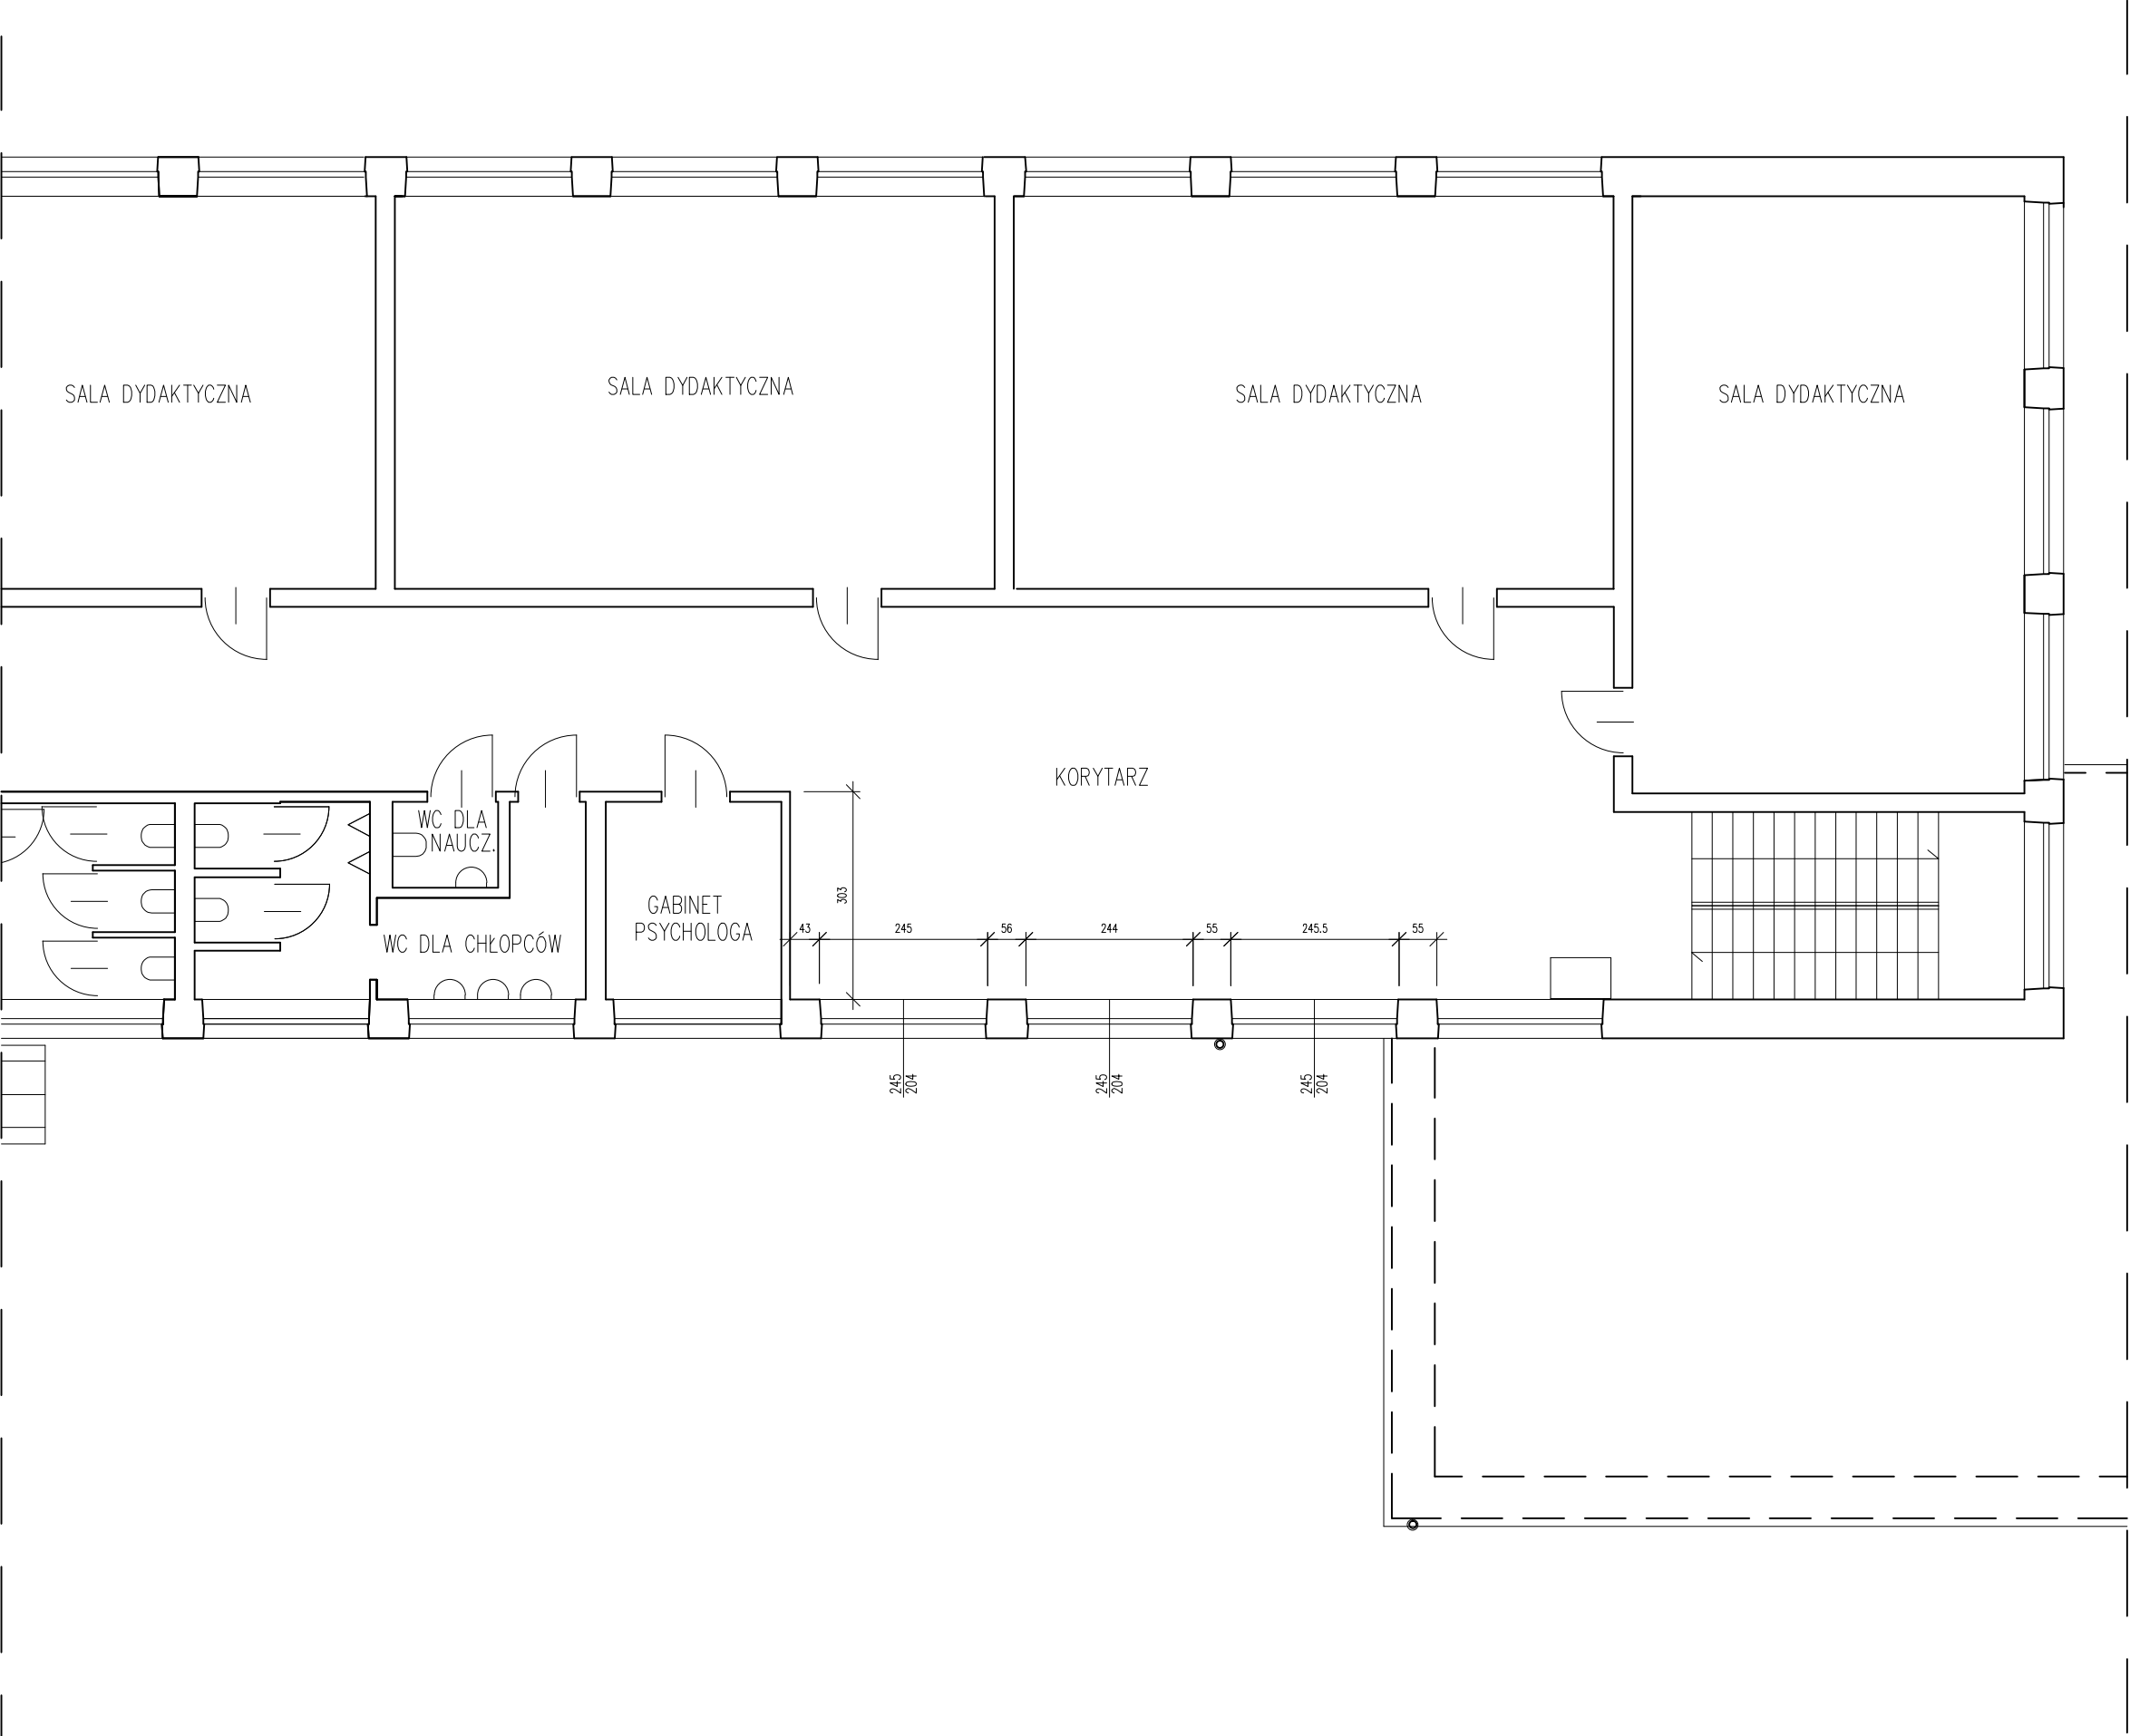 SALA DYDAKTYCZNA
SALA DYDAKTYCZNA
SALA DYDAKTYCZNA
SALA DYDAKTYCZNA
KORYTARZ
WC DLA
NAUCZ.
GABINET
PSYCHOLOGA
WC DLA CHŁOPCÓW
303
43
245
56
244
55
245.5
55
245
204
245
204
245
204